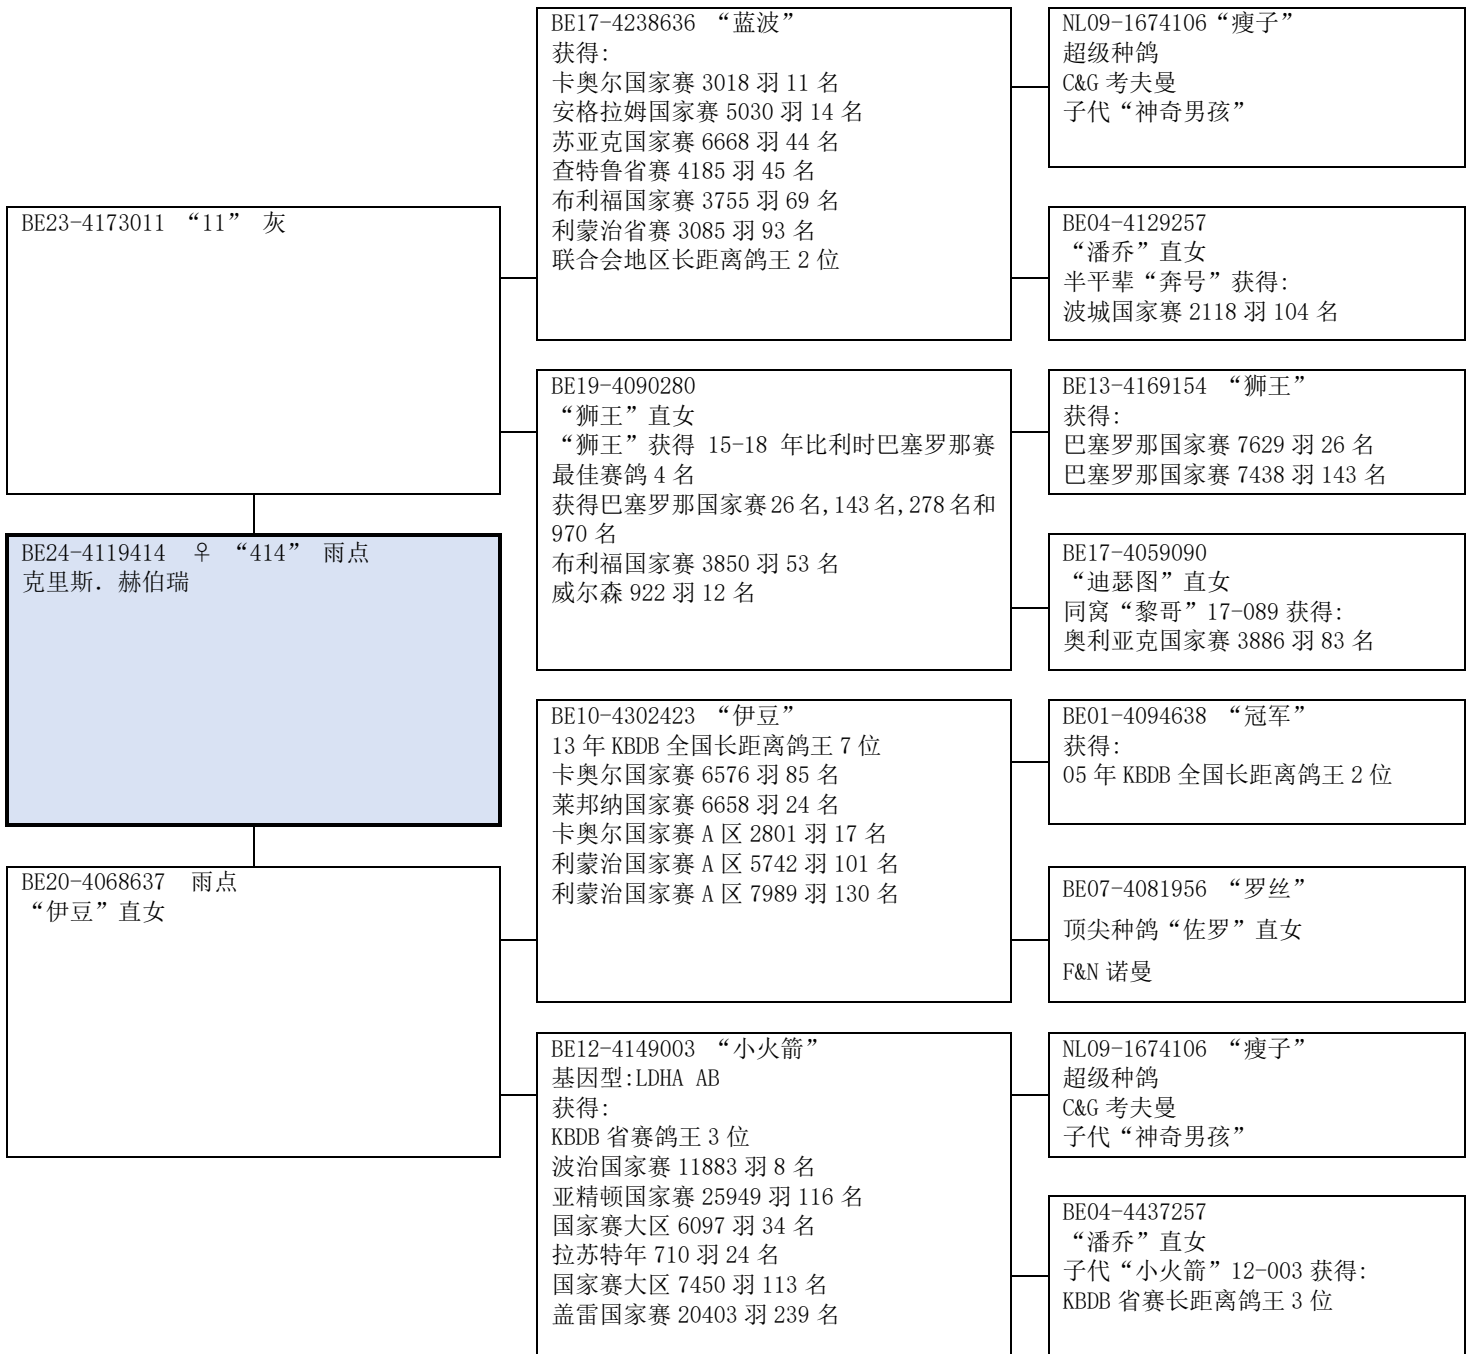 BE23-4173011 “11” 灰
BE24-4119414 ♀ “414” 雨点
克里斯．赫伯瑞
BE20-4068637 雨点
“伊豆”直女
BE17-4238636 “蓝波”
获得:
卡奥尔国家赛 3018 羽 11 名
安格拉姆国家赛 5030 羽 14 名
苏亚克国家赛 6668 羽 44 名
查特鲁省赛 4185 羽 45 名
布利福国家赛 3755 羽 69 名
利蒙治省赛 3085 羽 93 名
联合会地区长距离鸽王 2 位
BE19-4090280
“狮王”直女
“狮王”获得 15-18 年比利时巴塞罗那赛
最佳赛鸽 4 名
获得巴塞罗那国家赛 26 名,143 名,278 名和
970 名
布利福国家赛 3850 羽 53 名
威尔森 922 羽 12 名
BE10-4302423 “伊豆”
13 年 KBDB 全国长距离鸽王 7 位
卡奥尔国家赛 6576 羽 85 名
莱邦纳国家赛 6658 羽 24 名
卡奥尔国家赛 A 区 2801 羽 17 名
利蒙治国家赛 A 区 5742 羽 101 名
利蒙治国家赛 A 区 7989 羽 130 名
BE12-4149003 “小火箭”
基因型:LDHA AB
获得:
KBDB 省赛鸽王 3 位
波治国家赛 11883 羽 8 名
亚精顿国家赛 25949 羽 116 名
国家赛大区 6097 羽 34 名
拉苏特年 710 羽 24 名
国家赛大区 7450 羽 113 名
盖雷国家赛 20403 羽 239 名
NL09-1674106“瘦子”
超级种鸽
C&G 考夫曼
子代“神奇男孩”
BE04-4129257
“潘乔”直女
半平辈“奔号”获得:
波城国家赛 2118 羽 104 名
BE13-4169154 “狮王”
获得:
巴塞罗那国家赛 7629 羽 26 名
巴塞罗那国家赛 7438 羽 143 名
BE17-4059090
“迪瑟图”直女
同窝“黎哥”17-089 获得:
奥利亚克国家赛 3886 羽 83 名
BE01-4094638 “冠军”
获得:
05 年 KBDB 全国长距离鸽王 2 位
BE07-4081956 “罗丝”
顶尖种鸽“佐罗”直女
F&N 诺曼
NL09-1674106 “瘦子”
超级种鸽
C&G 考夫曼
子代“神奇男孩”
BE04-4437257
“潘乔”直女
子代“小火箭”12-003 获得:
KBDB 省赛长距离鸽王 3 位